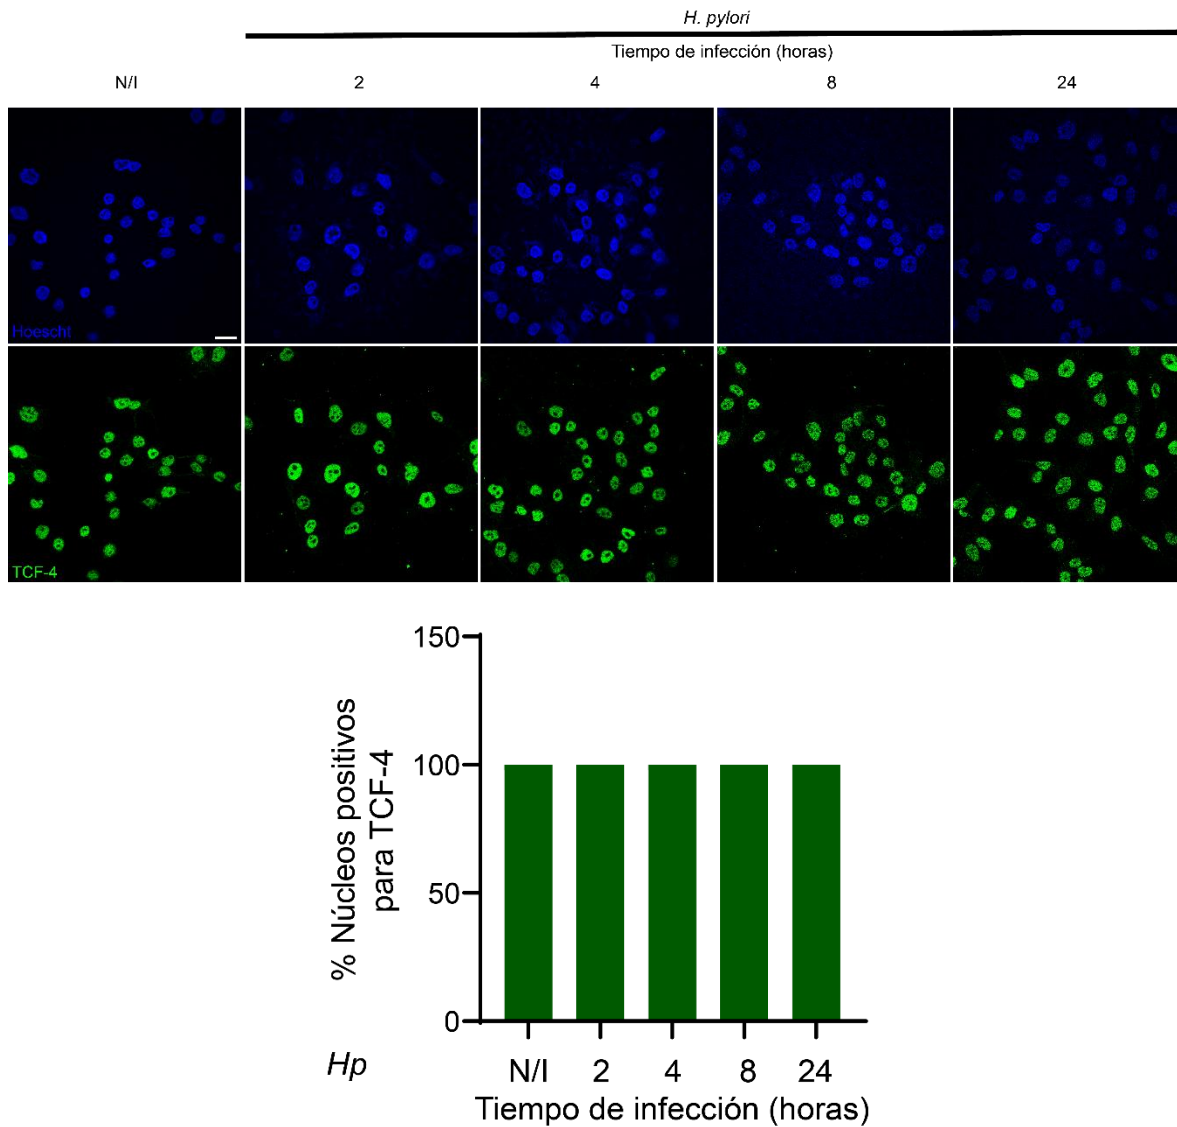 H. pylori
Tiempo de infección (horas)
N/I 2 4 8 24
Hoescht
TCF-4
150
100
50
0
% Núcleos positivos
para TCF-4
Hp N/I 2 4 8 24
Tiempo de infección (horas)